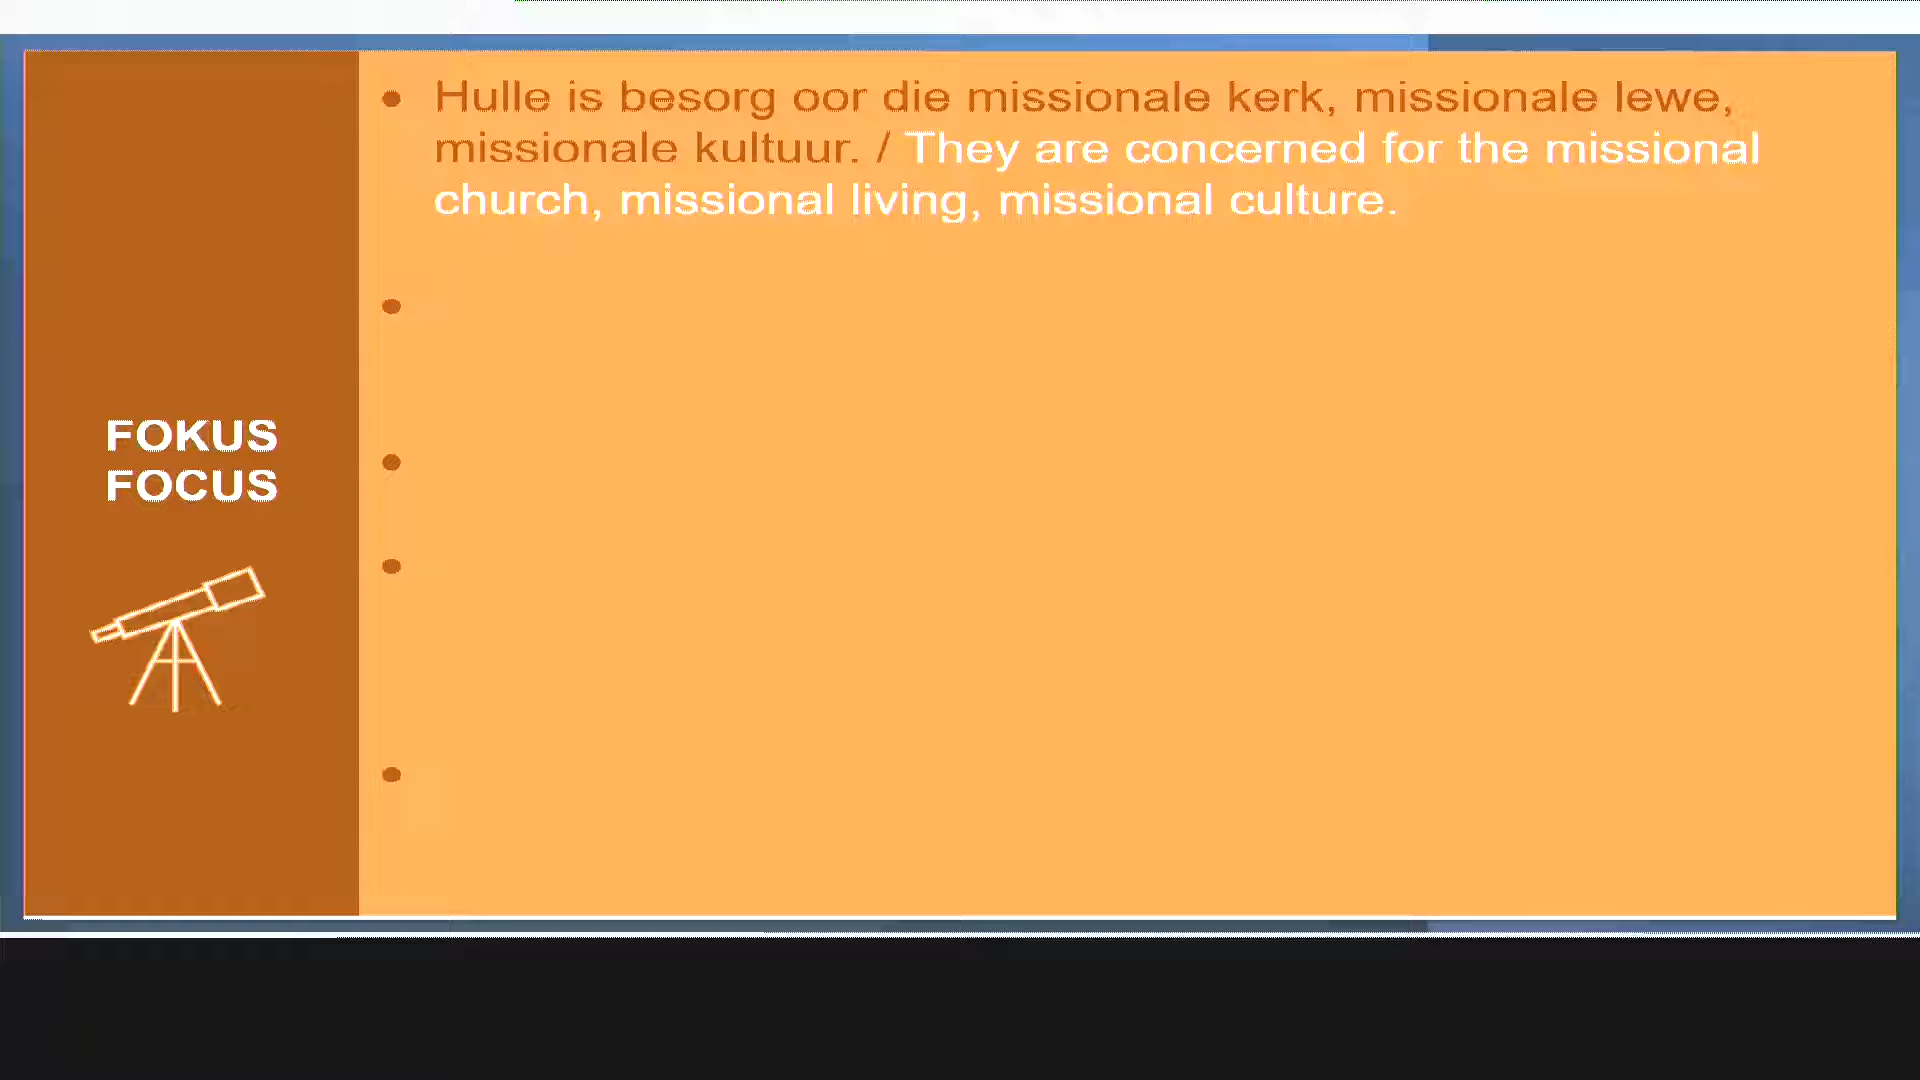 FOKUS
FOCUS
• Hulle is besorg oor die missionale kerk, missionale lewe,
missionale kultuur. / They are concerned for the missional
church, missional living, missional culture.
•
•
•
•